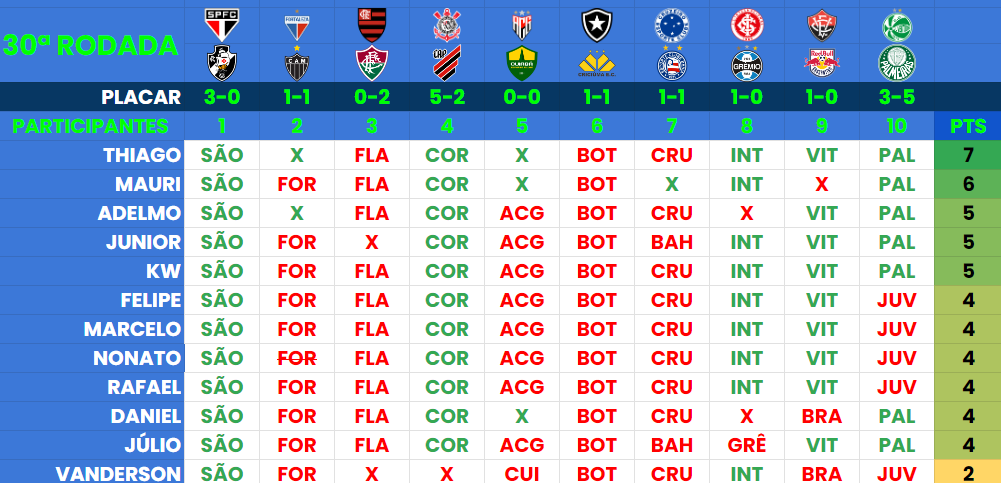 30ª RODADA
PLACAR 3-0 1-1 0-2 5-2 0-0 1-1 1-1 1-0 1-0 3-5
PARTICIPANTES 1 2 3 4 5 6 7 8 9 10 PTS
THIAGO SÃO X FLA COR X BOT CRU INT VIT PAL 7
MAURI SÃO FOR FLA COR X BOT X INT X PAL 6
ADELMO SÃO X FLA COR ACG BOT CRU X VIT PAL 5
JUNIOR SÃO FOR X COR ACG BOT BAH INT VIT PAL 5
KW SÃO FOR FLA COR ACG BOT CRU INT VIT PAL 5
FELIPE SÃO FOR FLA COR ACG BOT CRU INT VIT JUV 4
MARCELO SÃO FOR FLA COR ACG BOT CRU INT VIT JUV 4
NONATO SÃO FOR FLA COR ACG BOT CRU INT VIT JUV 4
RAFAEL SÃO FOR FLA COR ACG BOT CRU INT VIT JUV 4
DANIEL SÃO FOR FLA COR X BOT CRU X BRA PAL 4
JÚLIO SÃO FOR FLA COR ACG BOT BAH GRÊ VIT PAL 4
VANDERSON SÃO FOR X X CUI BOT CRU INT BRA JUV 2